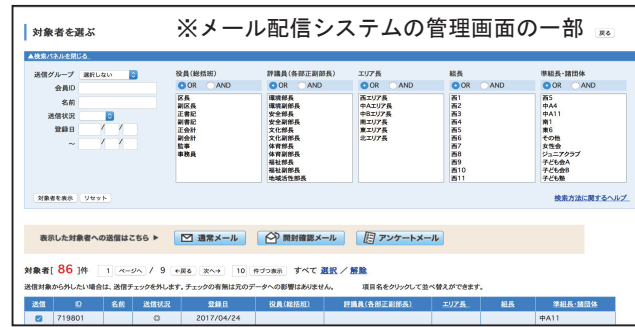 対象者を選ぶ
※メール配信システムの管理画面の一部
戻る
▲検索パネルを閉じる
送信グループ 選択しない
会員ID
名前
送信状況
登録日 / /
～ / /
役員(総括班)
OR AND
区長
副区長
正書記
副書記
正会計
副会計
監事
事務員
評議員(各部正副部長)
OR AND
環境部長
環境副部長
安全部長
安全副部長
文化部長
文化副部長
体育部長
体育副部長
福祉部長
福祉副部長
地域活性部長
エリア長
OR AND
西エリア長
中Aエリア長
中Bエリア長
南エリア長
東エリア長
北エリア長
組長
OR AND
西1
西2
西3
西4
西5
西6
西7
西8
西9
西10
西11
準組長・諸団体
OR AND
西5
中A4
中A11
南1
東6
その他
女性会
ジュニアクラブ
子ども会A
子ども会B
子ども塾
対象者を表示 リセット
検索方法に関するヘルプ
表示した対象者への送信はこちら ▶ 通常メール 開封確認メール アンケートメール
対象者[ 86 ]件 1 ページへ / 9 ←戻る 次へ→ 10 件づつ表示 すべて 選択 / 解除
送信対象から外したい場合は、送信チェックを外します。チェックの有無は元のデータへの影響はありません。 項目名をクリックして並べ替えができます。
送信 ID 名前 送信状況 登録日 役員(総括班)評議員(各部正副部長) エリア長 組長 準組長・諸団体
719801 ◎ 2017/04/24 中A11